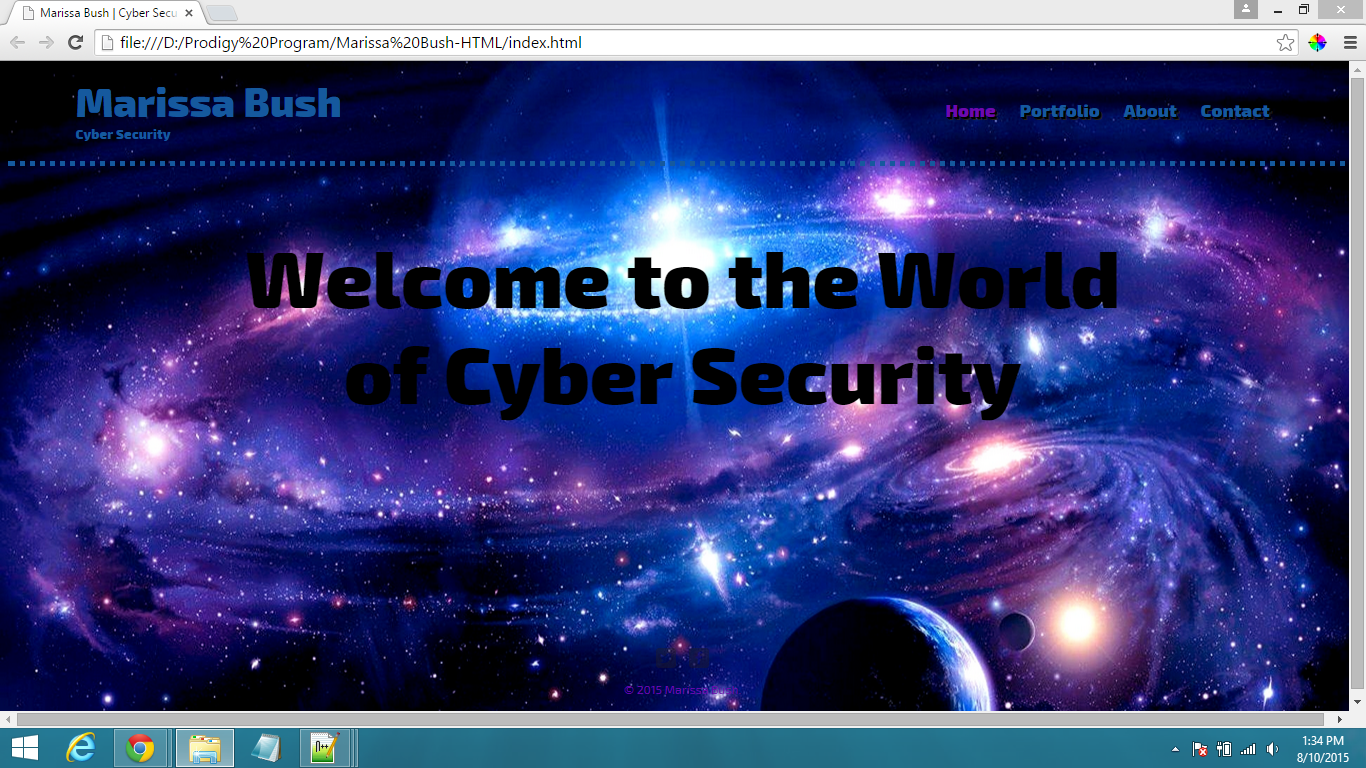 Marissa Bush | Cyber Secu
file:///D:/Prodigy%20Program/Marissa%20Bush-HTML/index.html
Marissa Bush
Cyber Security
Home Portfolio About Contact
Welcome to the World
of Cyber Security
© 2015 Marissa Bush
1:34 PM
8/10/2015